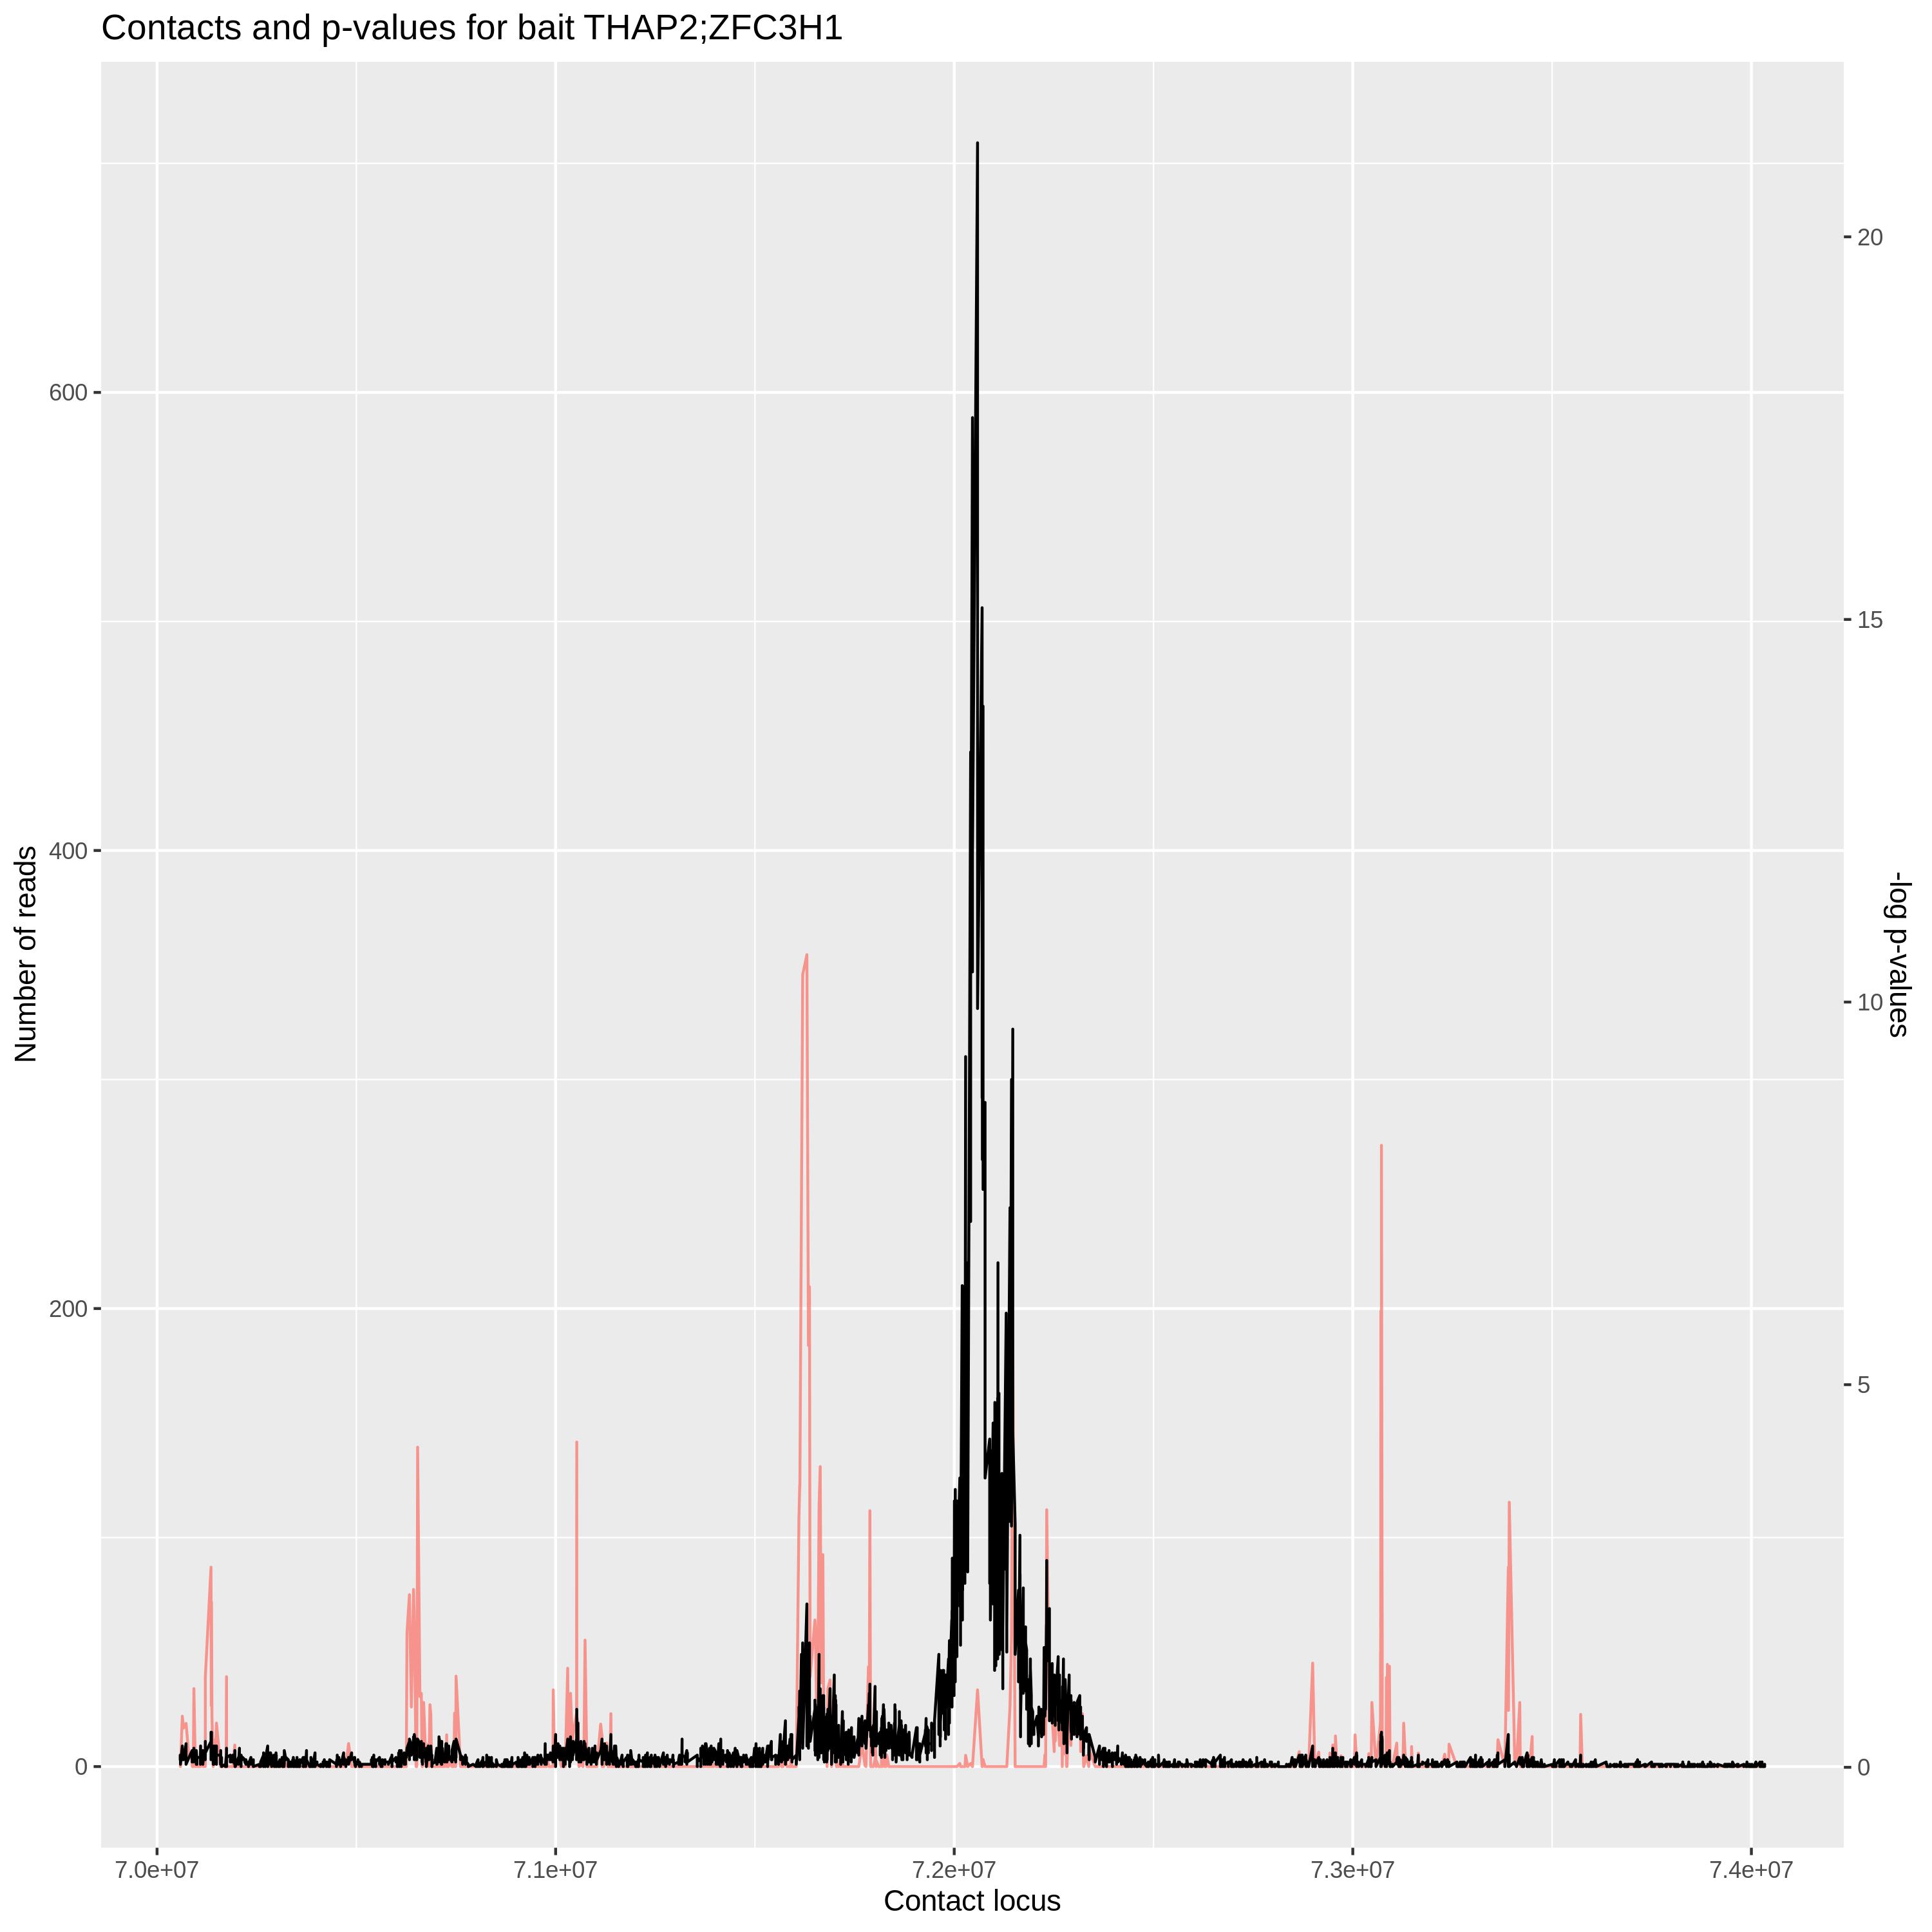 Contacts and p-values for bait THAP2;ZFC3H1
Number of reads
600
400
200
0
20
15
10
5
0
-log p-values
7.0e+07 7.1e+07 7.2e+07 7.3e+07 7.4e+07
Contact locus